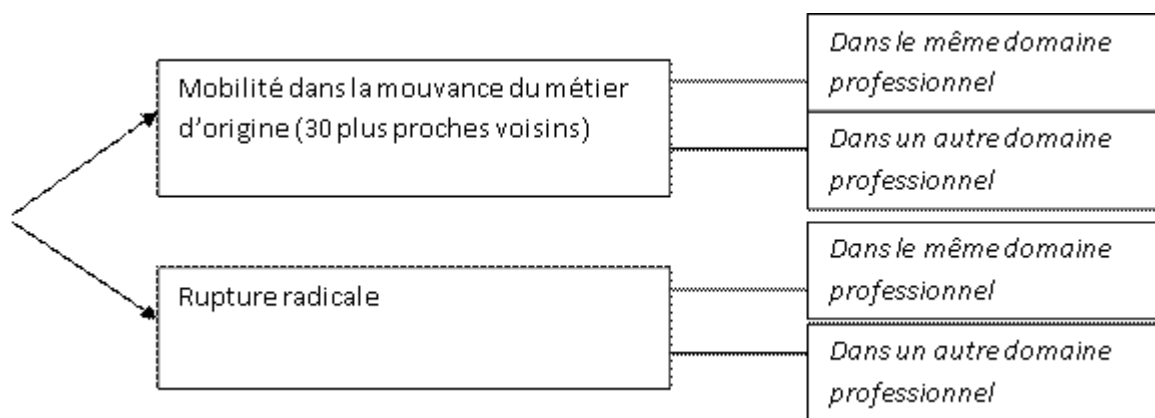 Dans le même domaine
professionnel
Mobilité dans la mouvance du métier
d'origine (30 plus proches voisins)
Dans un autre domaine
professionnel
Dans le même domaine
professionnel
Rupture radicale
Dans un autre domaine
professionnel